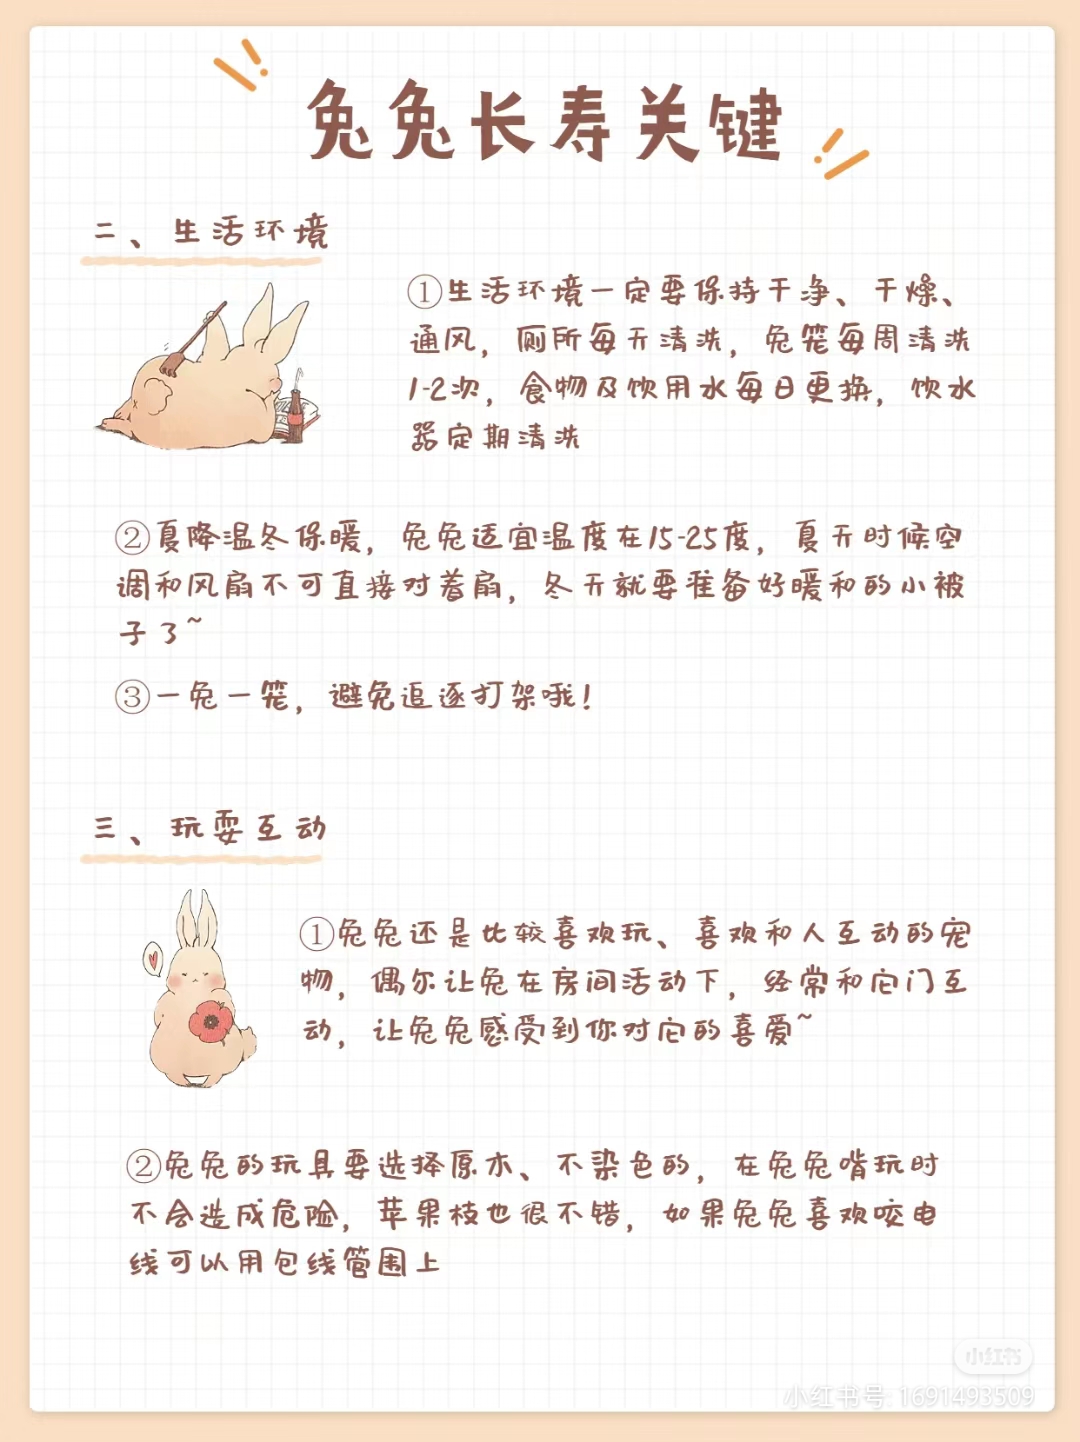 兔兔长寿关键
二、生活环境
①生活环境一定要保持干净、干燥、
通风，厕所每天清洗，兔笼每周清洗
1-2次，食物及饮用水每日更换，饮水
器定期清洗
②夏降温冬保暖，兔兔适宜温度在15-25度，夏天时候空
调和风扇不可直接对着扇，冬天就要准备好暖和的小被
子了~
③一兔一笼，避免追逐打架哦！
三、玩耍互动
①兔兔还是比较喜欢玩、喜欢和人互动的宠
物，偶尔让兔在房间活动下，经常和它门互
动，让兔兔感受到你对它的喜爱~
②兔兔的玩具要选择原木、不染色的，在兔兔啃玩时
不会造成危险，苹果枝也很不错，如果兔兔喜欢咬电
线可以用包线管围上
小红书
小红书号: 1691493509